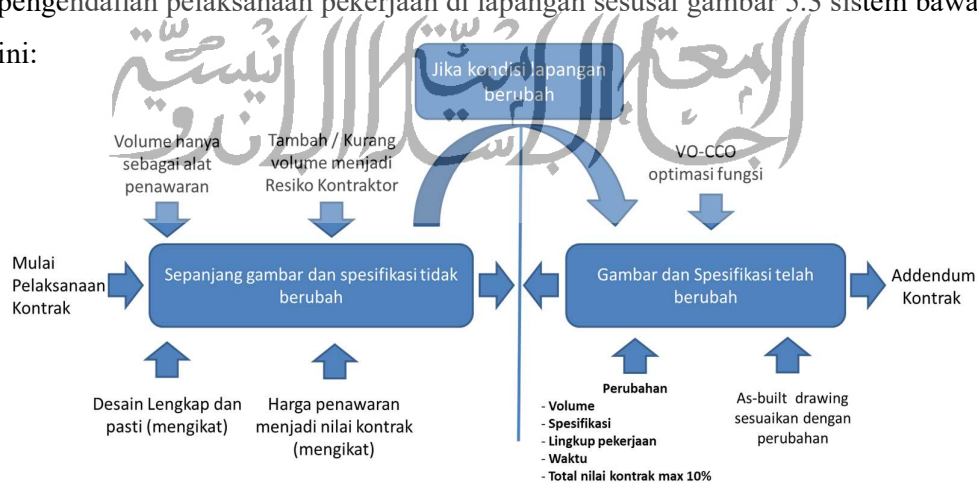 pengendalian pelaksanaan pekerjaan di lapangan sesusai gambar 5.3 sistem bawa
ini:
Jika kondisi lapangan
berubah
Volume hanya
sebagai alat
penawaran
Tambah / Kurang
volume menjadi
Resiko Kontraktor
VO-CCO
optimasi fungsi
Mulai
Pelaksanaan
Kontrak
Sepanjang gambar dan spesifikasi tidak
berubah
Gambar dan Spesifikasi telah
berubah
Addendum
Kontrak
Desain Lengkap dan
pasti (mengikat)
Harga penawaran
menjadi nilai kontrak
(mengikat)
Perubahan
- Volume
- Spesifikasi
- Lingkup pekerjaan
- Waktu
- Total nilai kontrak max 10%
As-built drawing
sesuaikan dengan
perubahan